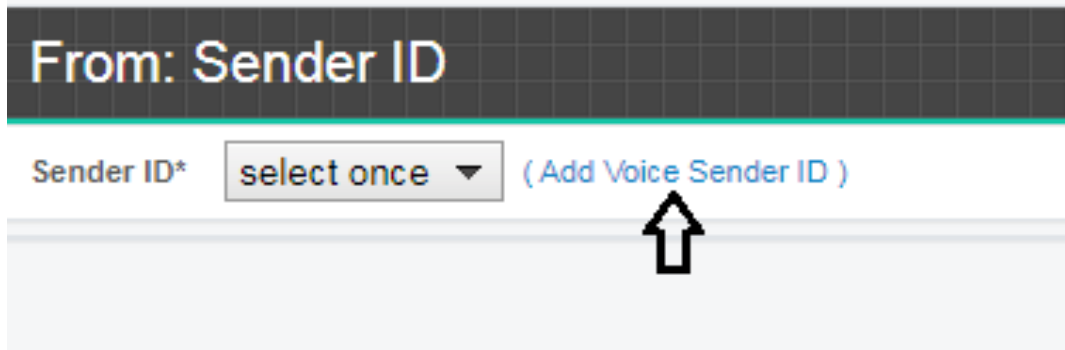 From: Sender ID
Sender ID* select once ( Add Voice Sender ID )